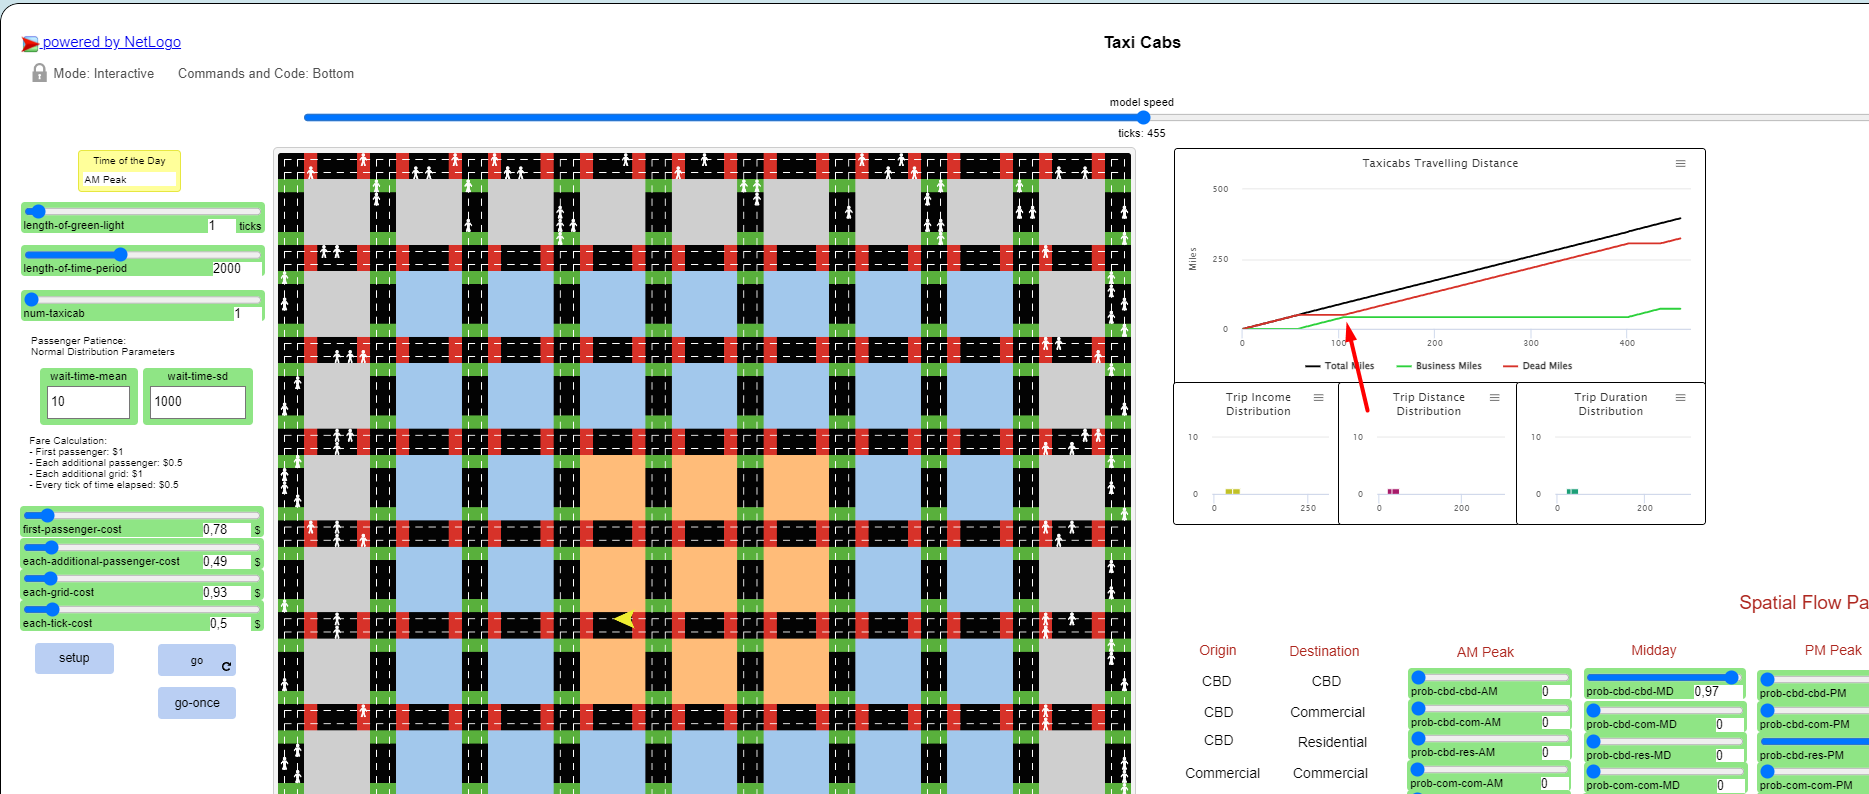 powered by NetLogo
Taxi Cabs
Mode: Interactive
Commands and Code: Bottom
model speed
ticks: 455
Time of the Day
AM Peak
length-of-green-light 1 ticks
length-of-time-period 2000
num-taxicab 1
Passenger Patience:
Normal Distribution Parameters
wait-time-mean
10
wait-time-sd
1000
Fare Calculation:
- First passenger: $1
- Each additional passenger: $0.5
- Each additional grid: $1
- Every tick of time elapsed: $0.5
first-passenger-cost 0,78 $
each-additional-passenger-cost 0,49 $
each-grid-cost 0,93 $
each-tick-cost 0,5 $
setup
go
go-once
Taxicabs Travelling Distance
Miles
500
250
0
0 100 200 300 400
Total Miles Business Miles Dead Miles
Trip Income
Distribution
10
0
0 250
Trip Distance
Distribution
10
0
0 200
Trip Duration
Distribution
10
0
0 200
Spatial Flow Pa
Origin Destination AM Peak Midday PM Peak
CBD CBD
prob-cbd-cbd-AM 0
prob-cbd-cbd-MD 0,97
prob-cbd-cbd-PM
CBD Commercial
prob-cbd-com-AM 0
prob-cbd-com-MD 0
prob-cbd-com-PM
CBD Residential
prob-cbd-res-AM 0
prob-cbd-res-MD 0
prob-cbd-res-PM
Commercial Commercial
prob-com-com-AM 0
prob-com-com-MD 0
prob-com-com-PM